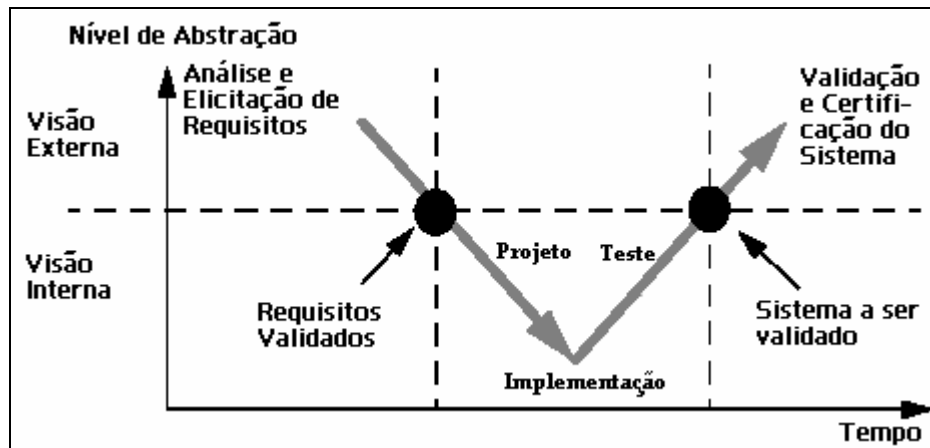 Nível de Abstração
Análise e
Elicitação de
Requisitos
Validação
e Certifi-
cação do
Sistema
Visão
Externa
Visão
Interna
Projeto
Teste
Requisitos
Validados
Sistema a ser
validado
Implementação
Tempo